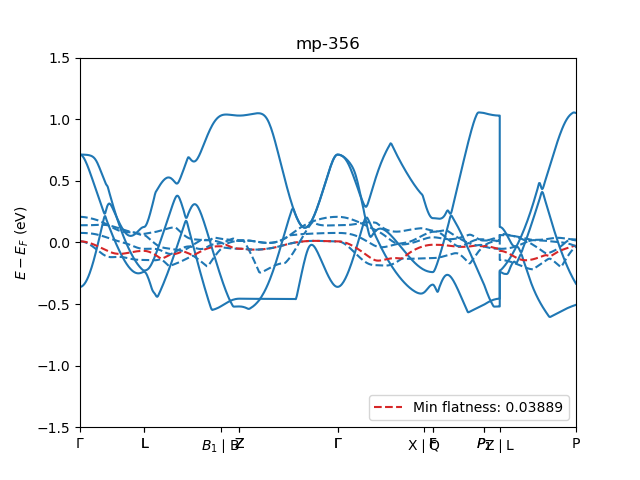 mp-356
E − E_F (eV)
1.5
1.0
0.5
0.0
−0.5
−1.0
−1.5
Min flatness: 0.03889
Γ L B₁ | B Z Γ X | Q F P₁ Z | L P